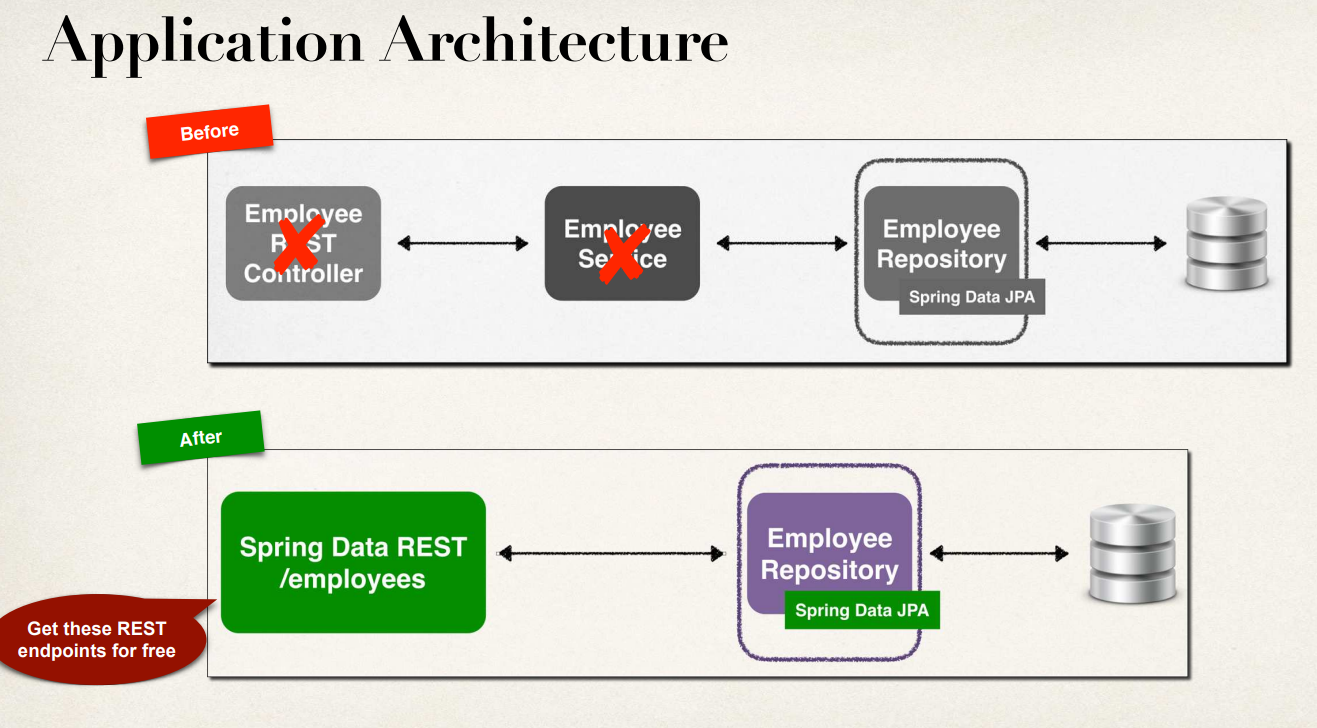 Application Architecture
Before
Employee
REST
Controller
Employee
Service
Employee
Repository
Spring Data JPA
After
Spring Data REST
/employees
Employee
Repository
Spring Data JPA
Get these REST
endpoints for free